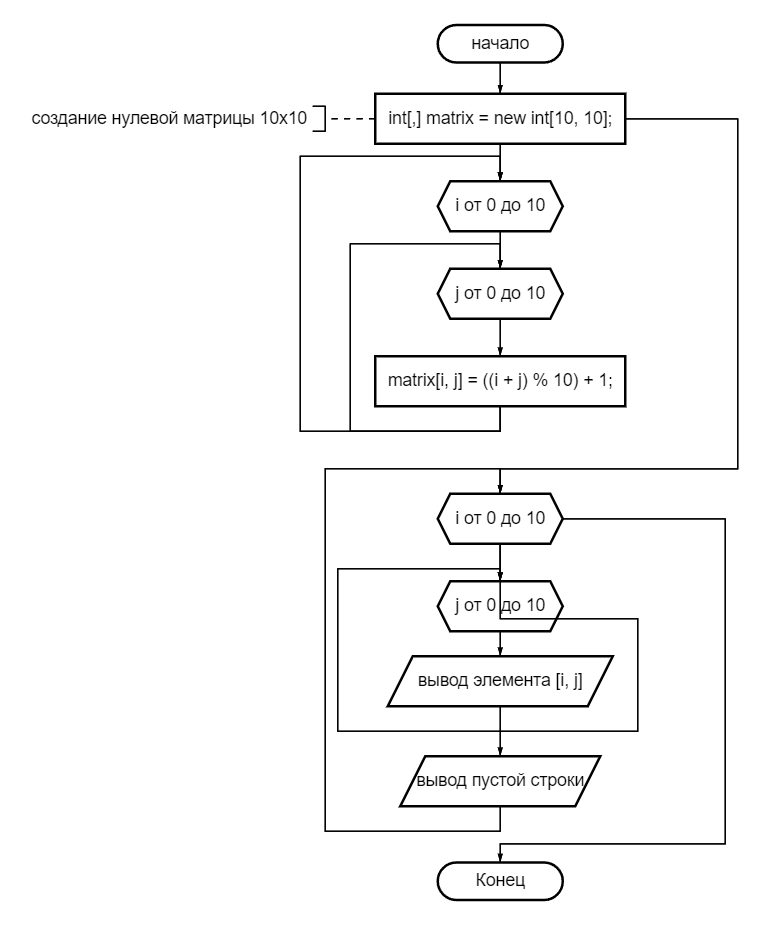 начало
создание нулевой матрицы 10x10
int[,] matrix = new int[10, 10];
i от 0 до 10
j от 0 до 10
matrix[i, j] = ((i + j) % 10) + 1;
i от 0 до 10
j от 0 до 10
вывод элемента [i, j]
вывод пустой строки
Конец